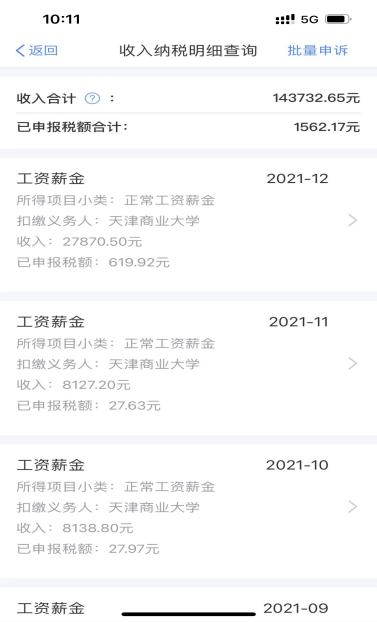 10:11 5G
返回 收入纳税明细查询 批量申诉
收入合计 ? ： 143732.65元
已申报税额合计： 1562.17元
工资薪金 2021-12
所得项目小类：正常工资薪金
扣缴义务人：天津商业大学
收入：27870.50元
已申报税额：619.92元
工资薪金 2021-11
所得项目小类：正常工资薪金
扣缴义务人：天津商业大学
收入：8127.20元
已申报税额：27.63元
工资薪金 2021-10
所得项目小类：正常工资薪金
扣缴义务人：天津商业大学
收入：8138.80元
已申报税额：27.97元
工资薪金 2021-09